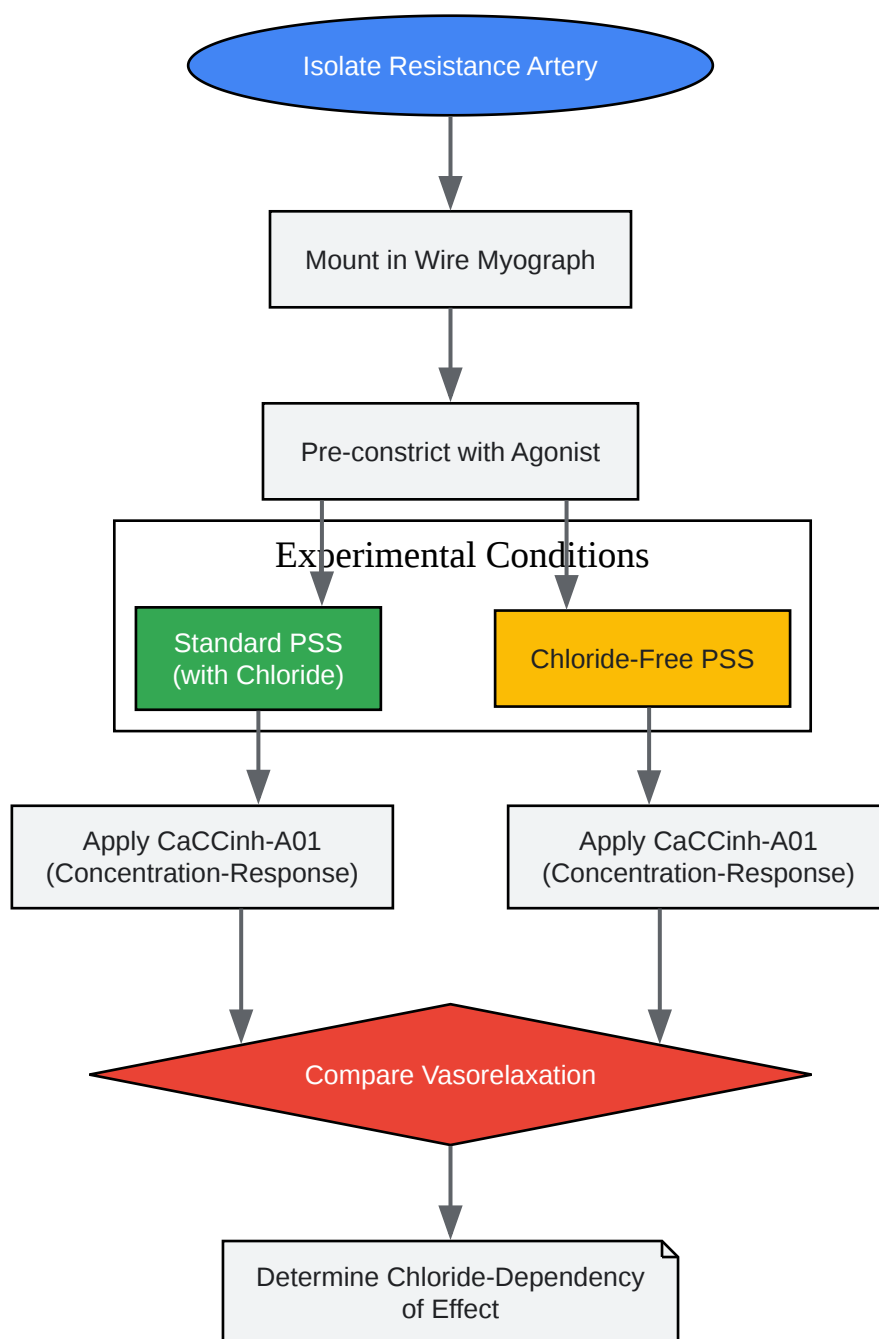 Isolate Resistance Artery
Mount in Wire Myograph
Pre-constrict with Agonist
Experimental Conditions
Standard PSS
(with Chloride)
Chloride-Free PSS
Apply CaCCinh-A01
(Concentration-Response)
Apply CaCCinh-A01
(Concentration-Response)
Compare Vasorelaxation
Determine Chloride-Dependency
of Effect